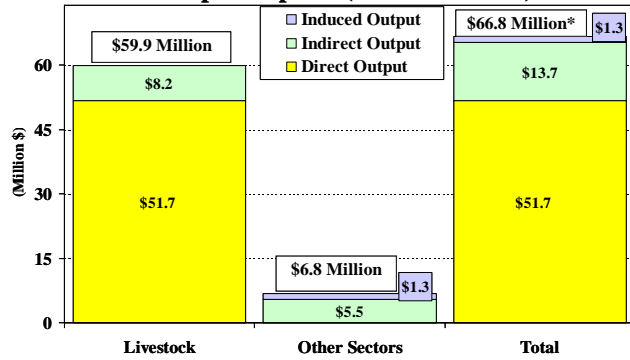 $59.9 Million
Induced Output
Indirect Output
Direct Output
$66.8 Million*
$1.3
60
45
30
15
0
(Million $)
$8.2
$51.7
$6.8 Million
$1.3
$5.5
$13.7
$51.7
Livestock
Other Sectors
Total